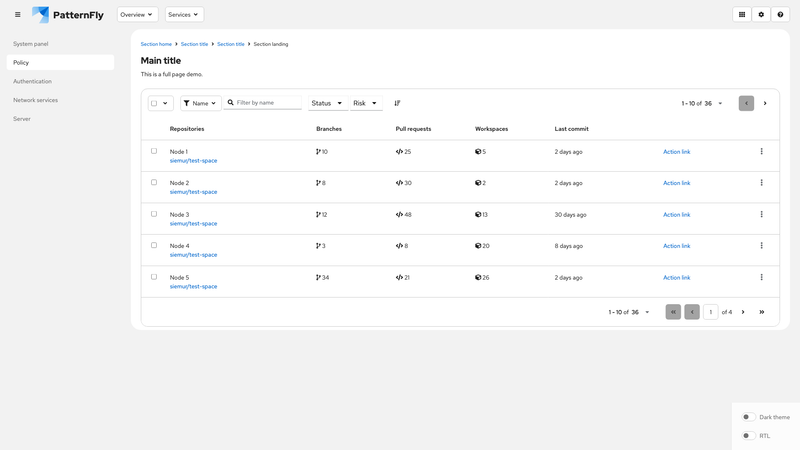 PatternFly
Overview
Services
System panel
Policy
Authentication
Network services
Server
Section home > Section title > Section title > Section landing
Main title
This is a full page demo.
Name
Filter by name
Status
Risk
1 - 10 of 36
Repositories Branches Pull requests Workspaces Last commit
Node 1 10 25 5 2 days ago Action link
siemur/test-space
Node 2 8 30 2 2 days ago Action link
siemur/test-space
Node 3 12 48 13 30 days ago Action link
siemur/test-space
Node 4 3 8 20 8 days ago Action link
siemur/test-space
Node 5 34 21 26 2 days ago Action link
siemur/test-space
1 - 10 of 36 1 of 4
Dark theme
RTL